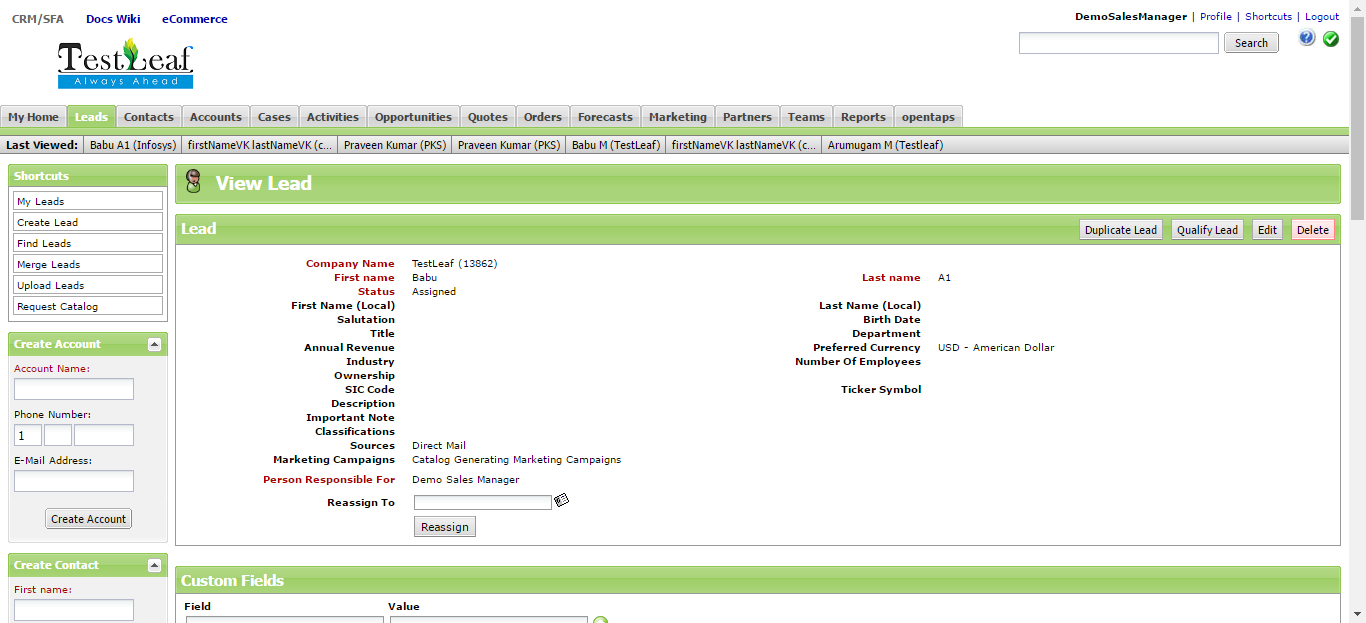 CRM/SFA Docs Wiki eCommerce
DemoSalesManager | Profile | Shortcuts | Logout
TestLeaf
Always Ahead
Search
My Home Leads Contacts Accounts Cases Activities Opportunities Quotes Orders Forecasts Marketing Partners Teams Reports opentaps
Last Viewed: Babu A1 (Infosys) firstNameVK lastNameVK (c... Praveen Kumar (PKS) Praveen Kumar (PKS) Babu M (TestLeaf) firstNameVK lastNameVK (c... Arumugam M (Testleaf)
Shortcuts
My Leads
Create Lead
Find Leads
Merge Leads
Upload Leads
Request Catalog
Create Account
Account Name:
Phone Number:
1
E-Mail Address:
Create Account
Create Contact
First name:
View Lead
Lead Duplicate Lead Qualify Lead Edit Delete
Company Name TestLeaf (13862)
First name Babu Last name A1
Status Assigned
First Name (Local) Last Name (Local)
Salutation Birth Date
Title Department
Annual Revenue Preferred Currency USD - American Dollar
Industry Number Of Employees
Ownership
SIC Code Ticker Symbol
Description
Important Note
Classifications
Sources Direct Mail
Marketing Campaigns Catalog Generating Marketing Campaigns
Person Responsible For Demo Sales Manager
Reassign To
Reassign
Custom Fields
Field Value